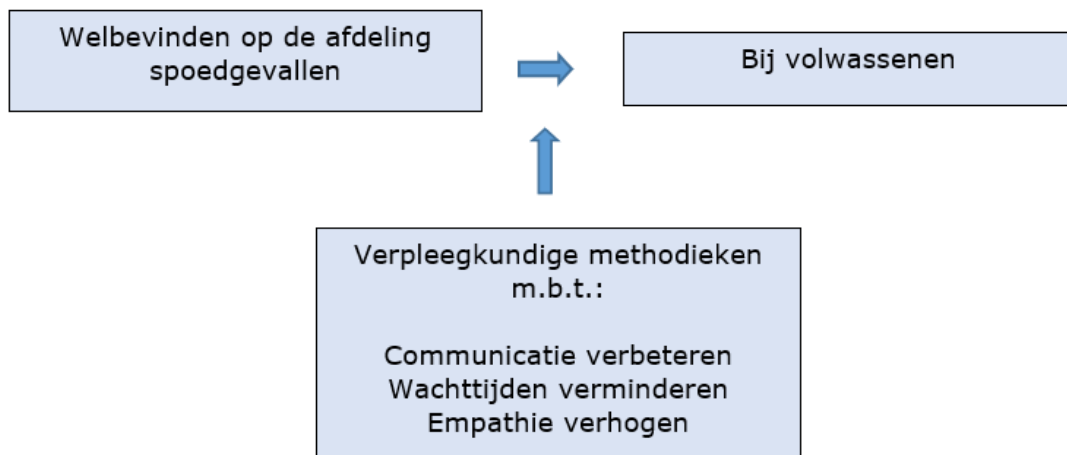 Welbevinden op de afdeling
spoedgevallen
Bij volwassenen
Verpleegkundige methodieken
m.b.t.:
Communicatie verbeteren
Wachttijden verminderen
Empathie verhogen